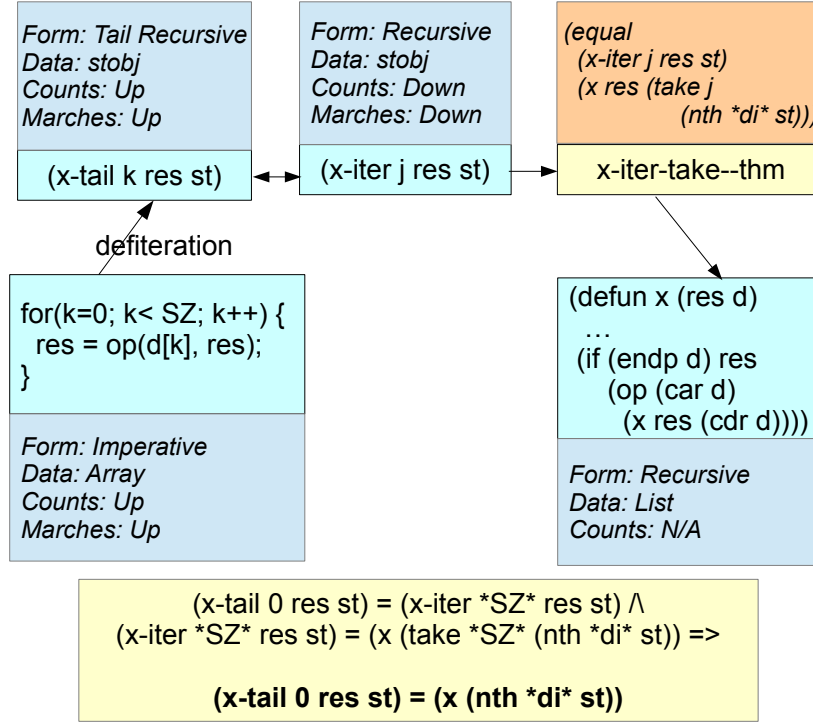 Form: Tail Recursive
Data: stobj
Counts: Up
Marches: Up
(x-tail k res st)
Form: Recursive
Data: stobj
Counts: Down
Marches: Down
(x-iter j res st)
(equal
(x-iter j res st)
(x res (take j
(nth *di* st)))
x-iter-take--thm
defiteration
for(k=0; k< SZ; k++) {
res = op(d[k], res);
}
Form: Imperative
Data: Array
Counts: Up
Marches: Up
(defun x (res d)
…
(if (endp d) res
(op (car d)
(x res (cdr d))))
Form: Recursive
Data: List
Counts: N/A
(x-tail 0 res st) = (x-iter *SZ* res st) /\
(x-iter *SZ* res st) = (x (take *SZ* (nth *di* st)) =>
(x-tail 0 res st) = (x (nth *di* st))